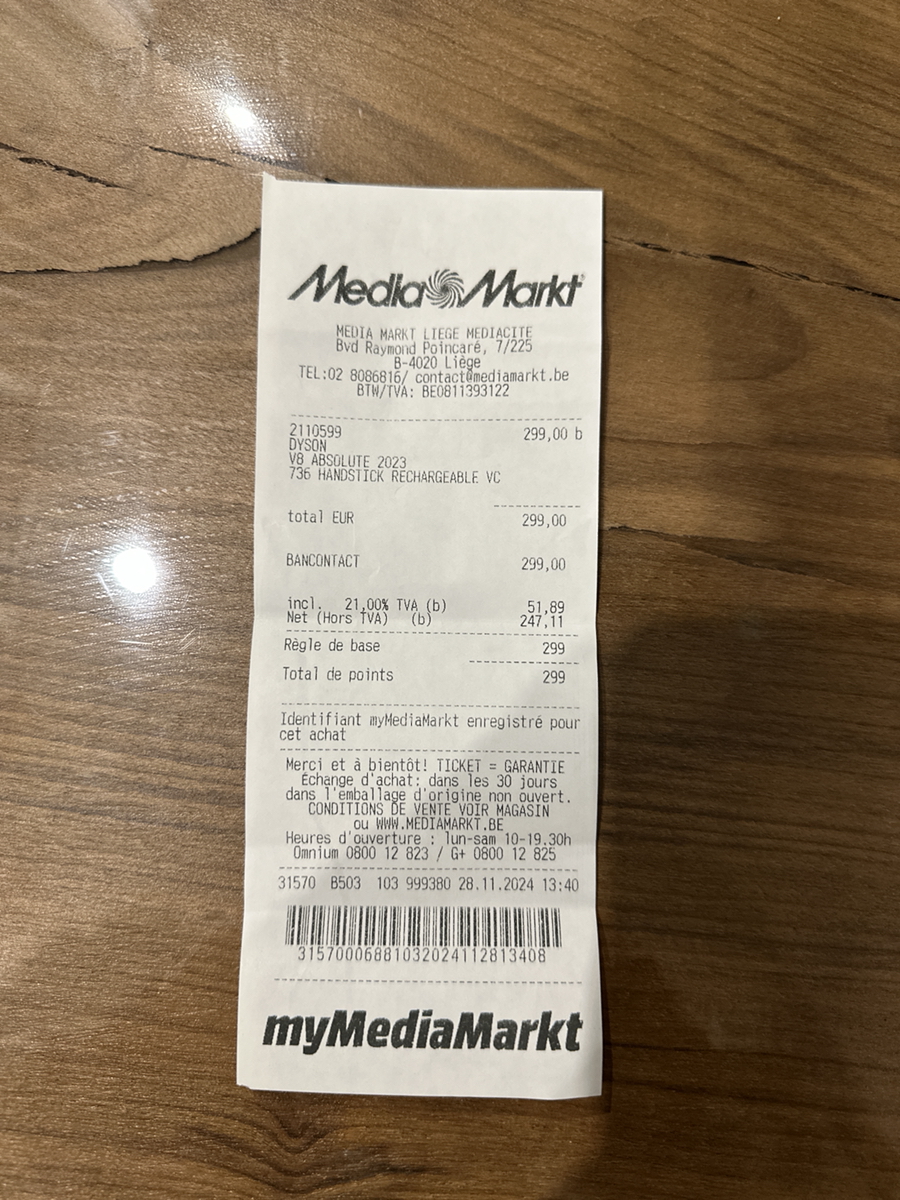 Media Markt
MEDIA MARKT LIEGE MEDIACITE
Bvd Raymond Poincaré, 7/225
B-4020 Liège
TEL:02 8086816/ contact@mediamarkt.be
BTW/TVA: BE0811393122
2110599 299,00 b
DYSON
V8 ABSOLUTE 2023
736 HANDSTICK RECHARGEABLE VC
total EUR 299,00
BANCONTACT 299,00
incl. 21,00% TVA (b) 51,89
Net (Hors TVA) (b) 247,11
Règle de base 299
Total de points 299
Identifiant myMediaMarkt enregistré pour
cet achat
Merci et à bientôt! TICKET = GARANTIE
Échange d'achat: dans les 30 jours
dans l'emballage d'origine non ouvert.
CONDITIONS DE VENTE VOIR MAGASIN
ou WWW.MEDIAMARKT.BE
Heures d'ouverture : lun-sam 10-19.30h
Omnium 0800 12 823 / G+ 0800 12 825
31570 B503 103 999380 28.11.2024 13:40
3157000688103202411281​3408
myMediaMarkt